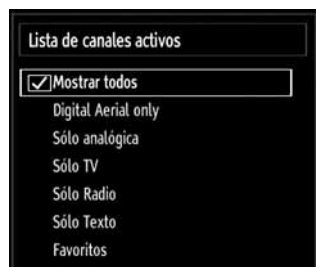 Lista de canales activos
Mostrar todos
Digital Aerial only
Sólo analógica
Sólo TV
Sólo Radio
Sólo Texto
Favoritos